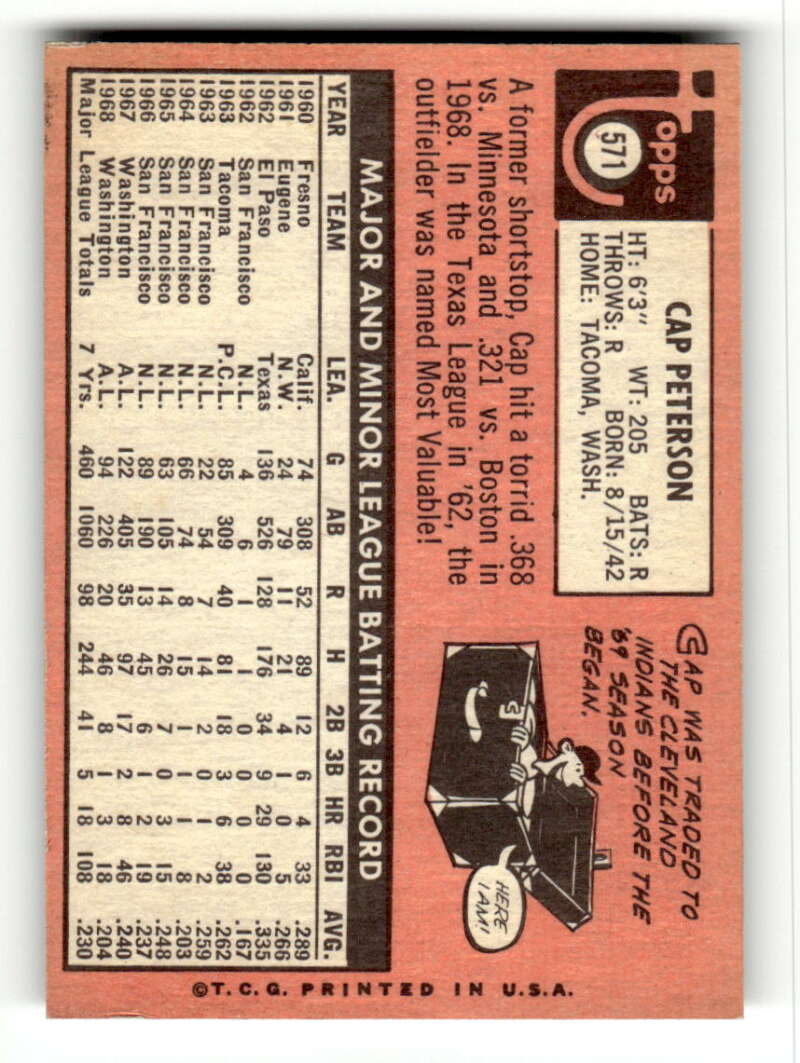 Topps
571
CAP PETERSON
HT: 6'3" WT: 205 BATS: R
THROWS: R BORN: 8/15/42
HOME: TACOMA, WASH.
A former shortstop, Cap hit a torrid .368
vs. Minnesota and .321 vs. Boston in
1968. In the Texas League in '62, the
outfielder was named Most Valuable!
CAP WAS TRADED TO
THE CLEVELAND
INDIANS BEFORE THE
'69 SEASON
BEGAN.
HERE
I AM!
MAJOR AND MINOR LEAGUE BATTING RECORD
YEAR TEAM LEA. G AB R H 2B 3B HR RBI AVG.
1960 Fresno Calif. 74 308 52 89 12 6 4 33 .289
1961 Eugene N.W. 24 79 11 21 4 1 0 5 .266
1962 El Paso Texas 136 526 128 176 34 9 29 130 .335
1962 San Francisco N.L. 4 6 1 1 0 0 0 0 .167
1963 Tacoma P.C.L. 85 309 40 81 18 3 6 38 .262
1963 San Francisco N.L. 22 54 7 14 2 0 1 2 .259
1964 San Francisco N.L. 66 74 8 15 1 1 1 8 .203
1965 San Francisco N.L. 63 105 14 26 7 0 3 15 .248
1966 San Francisco N.L. 89 190 13 45 6 1 2 19 .237
1967 Washington A.L. 122 405 35 97 17 2 8 46 .240
1968 Washington A.L. 94 226 20 46 8 1 3 18 .204
Major League Totals 7 Yrs. 460 1060 98 244 41 5 18 108 .230
©T.C.G. PRINTED IN U.S.A.